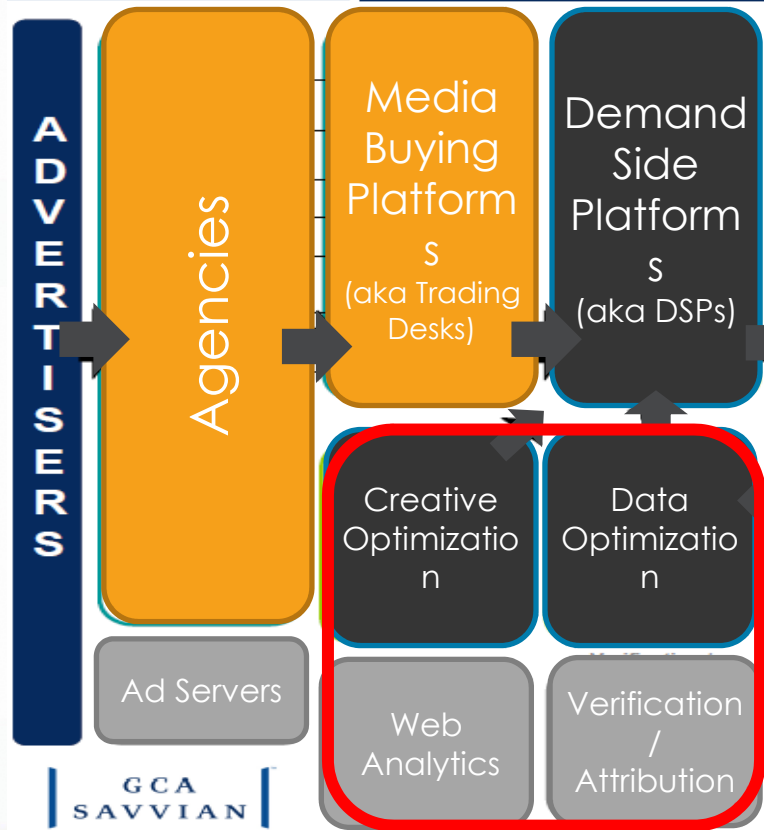 ADVERTISERS
Agencies
Media
Buying
Platform
s
(aka Trading
Desks)
Demand
Side
Platform
s
(aka DSPs)
Creative
Optimizatio
n
Data
Optimizatio
n
Ad Servers
Web
Analytics
Verification
/
Attribution
GCA
SAVVIAN